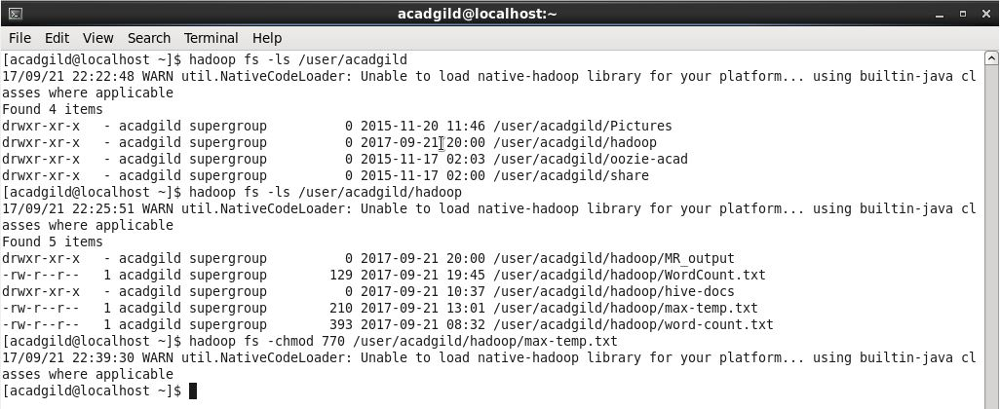 acadgild@localhost:~
File Edit View Search Terminal Help
[acadgild@localhost ~]$ hadoop fs -ls /user/acadgild
17/09/21 22:22:48 WARN util.NativeCodeLoader: Unable to load native-hadoop library for your platform... using builtin-java cl
asses where applicable
Found 4 items
drwxr-xr-x   - acadgild supergroup          0 2015-11-20 11:46 /user/acadgild/Pictures
drwxr-xr-x   - acadgild supergroup          0 2017-09-21 20:00 /user/acadgild/hadoop
drwxr-xr-x   - acadgild supergroup          0 2015-11-17 02:03 /user/acadgild/oozie-acad
drwxr-xr-x   - acadgild supergroup          0 2015-11-17 02:00 /user/acadgild/share
[acadgild@localhost ~]$ hadoop fs -ls /user/acadgild/hadoop
17/09/21 22:25:51 WARN util.NativeCodeLoader: Unable to load native-hadoop library for your platform... using builtin-java cl
asses where applicable
Found 5 items
drwxr-xr-x   - acadgild supergroup          0 2017-09-21 20:00 /user/acadgild/hadoop/MR_output
-rw-r--r--   1 acadgild supergroup        129 2017-09-21 19:45 /user/acadgild/hadoop/WordCount.txt
drwxr-xr-x   - acadgild supergroup          0 2017-09-21 10:37 /user/acadgild/hadoop/hive-docs
-rw-r--r--   1 acadgild supergroup        210 2017-09-21 13:01 /user/acadgild/hadoop/max-temp.txt
-rw-r--r--   1 acadgild supergroup        393 2017-09-21 08:32 /user/acadgild/hadoop/word-count.txt
[acadgild@localhost ~]$ hadoop fs -chmod 770 /user/acadgild/hadoop/max-temp.txt
17/09/21 22:39:30 WARN util.NativeCodeLoader: Unable to load native-hadoop library for your platform... using builtin-java cl
asses where applicable
[acadgild@localhost ~]$